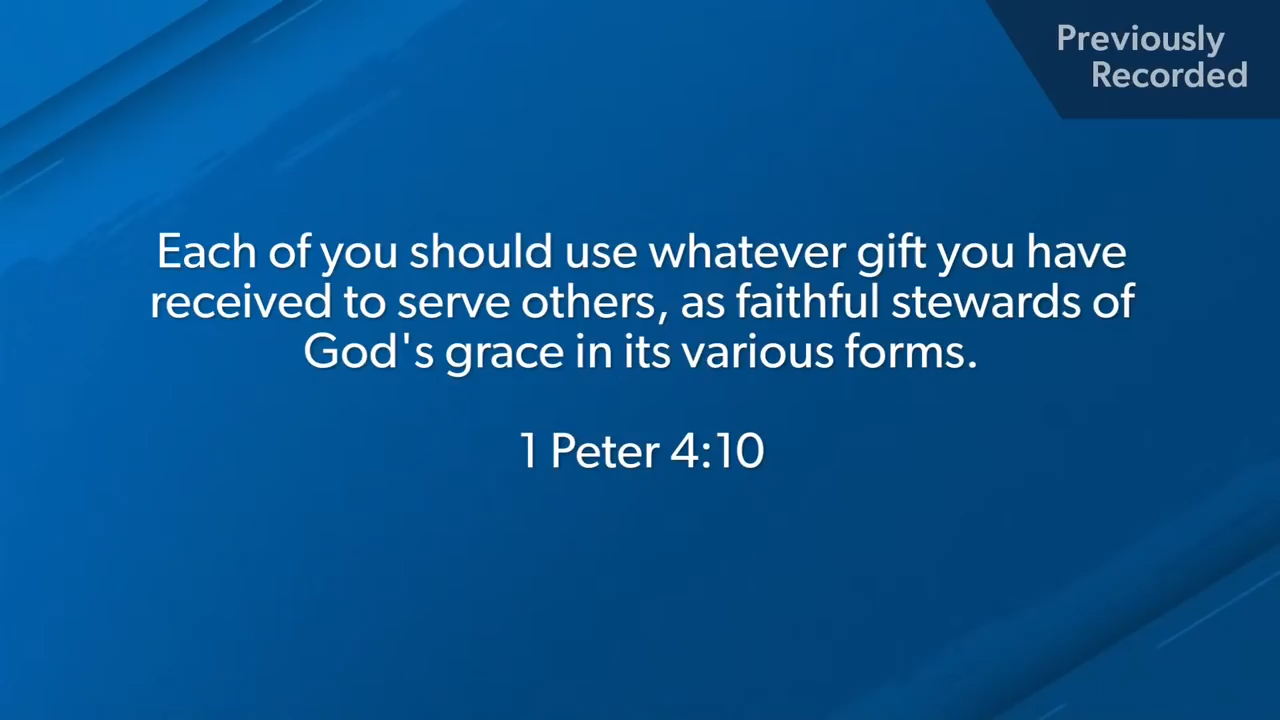 Previously
Recorded
Each of you should use whatever gift you have
received to serve others, as faithful stewards of
God's grace in its various forms.
1 Peter 4:10